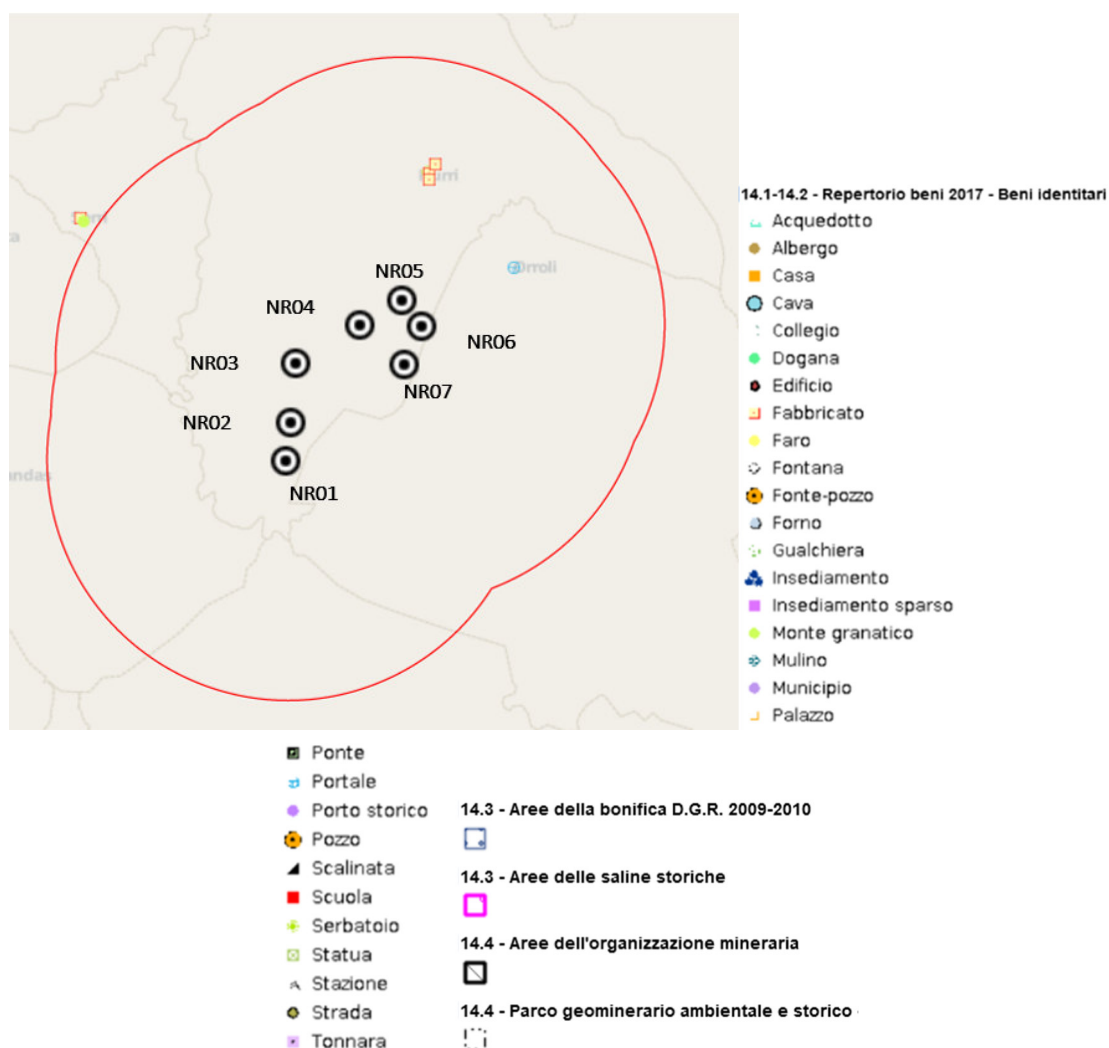 Orroli
andas
NR05
NR04
NR06
NR03
NR07
NR02
NR01
14.1-14.2 - Repertorio beni 2017 - Beni identitari
Acquedotto
Albergo
Casa
Cava
Collegio
Dogana
Edificio
Fabbricato
Faro
Fontana
Fonte-pozzo
Forno
Gualchiera
Insediamento
Insediamento sparso
Monte granatico
Mulino
Municipio
Palazzo
Ponte
Portale
Porto storico
Pozzo
Scalinata
Scuola
Serbatoio
Statua
Stazione
Strada
Tonnara
14.3 - Aree della bonifica D.G.R. 2009-2010
14.3 - Aree delle saline storiche
14.4 - Aree dell'organizzazione mineraria
14.4 - Parco geominerario ambientale e storico